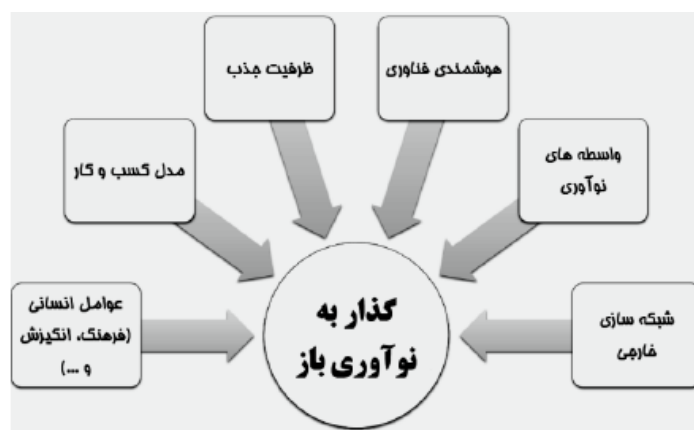 هوشمندی فناوری
ظرفیت جذب
واسطه های
نوآوری
مدل کسب و کار
شبکه سازی
خارجی
عوامل انسانی
(فرهنگ، انگیزش
و ...)
گذار به
نوآوری باز